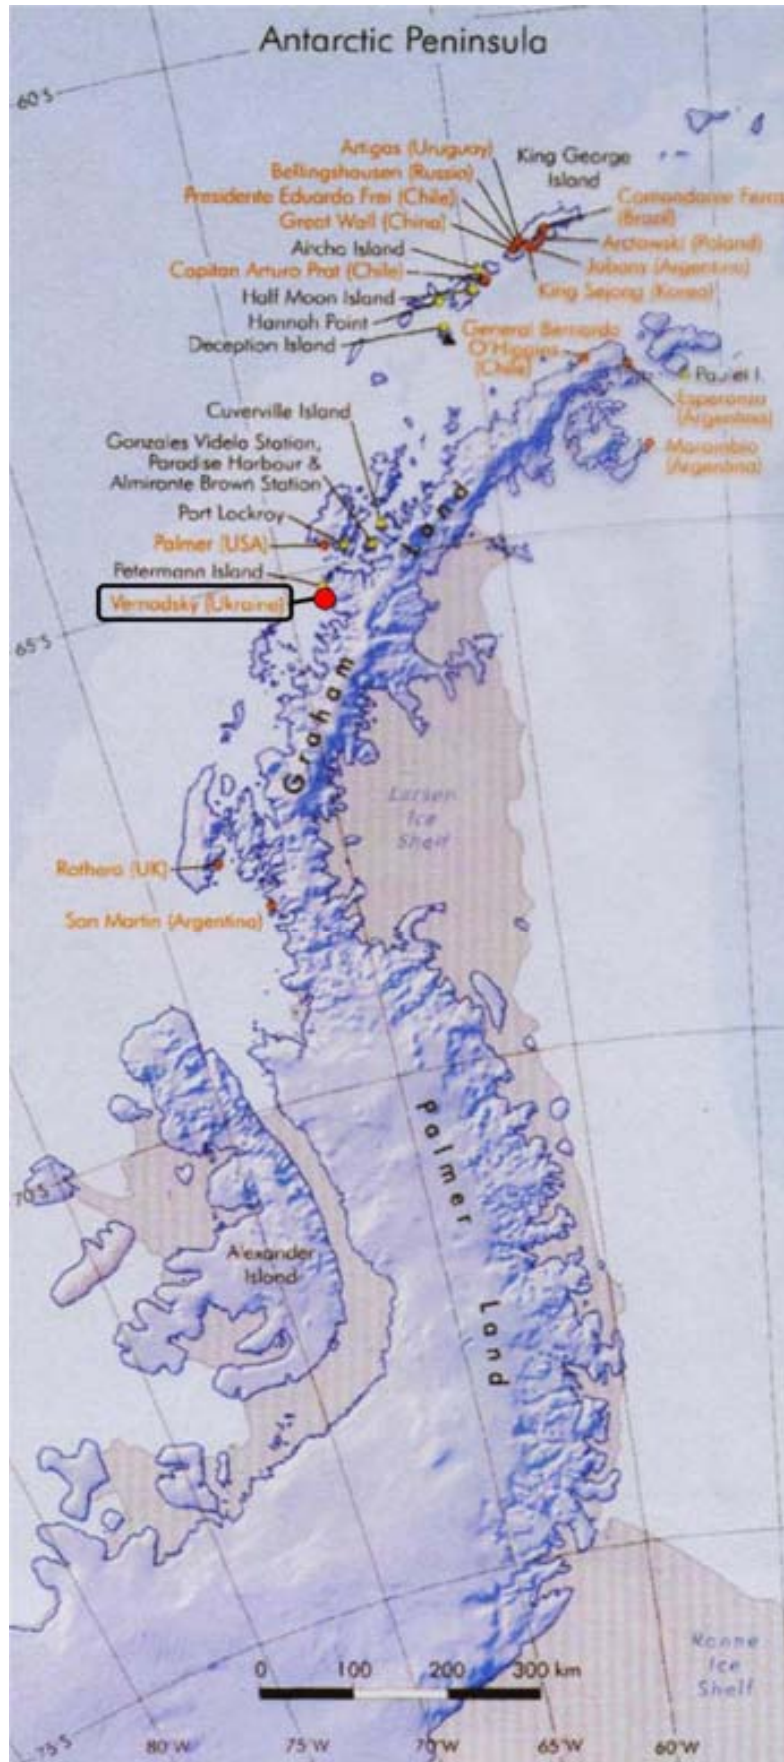 Antarctic Peninsula
60°S
Artigas (Uruguay)
Bellingshausen (Russia)
Presidente Eduardo Frei (Chile)
Great Wall (China)
Aircho Island
Capitan Arturo Prat (Chile)
Half Moon Island
Hannah Point
Deception Island
King George
Island
Comandante Ferra
(Brazil)
Arctowski (Poland)
Jubany (Argentina)
King Sejong (Korea)
General Bernardo
O'Higgins
(Chile)
Paulet I.
Esperanza
(Argentina)
Marambio
(Argentina)
Cuverville Island
Gonzales Videla Station,
Paradise Harbour &
Almirante Brown Station
Port Lockroy
Palmer (USA)
Petermann Island
Vernadsky (Ukraine)
65°S
Graham Land
Larsen
Ice
Shelf
Rothera (UK)
San Martin (Argentina)
70°S
Palmer
Land
Alexander
Island
Ronne
Ice
Shelf
0 100 200 300 km
75°S
80°W 75°W 70°W 65°W 60°W